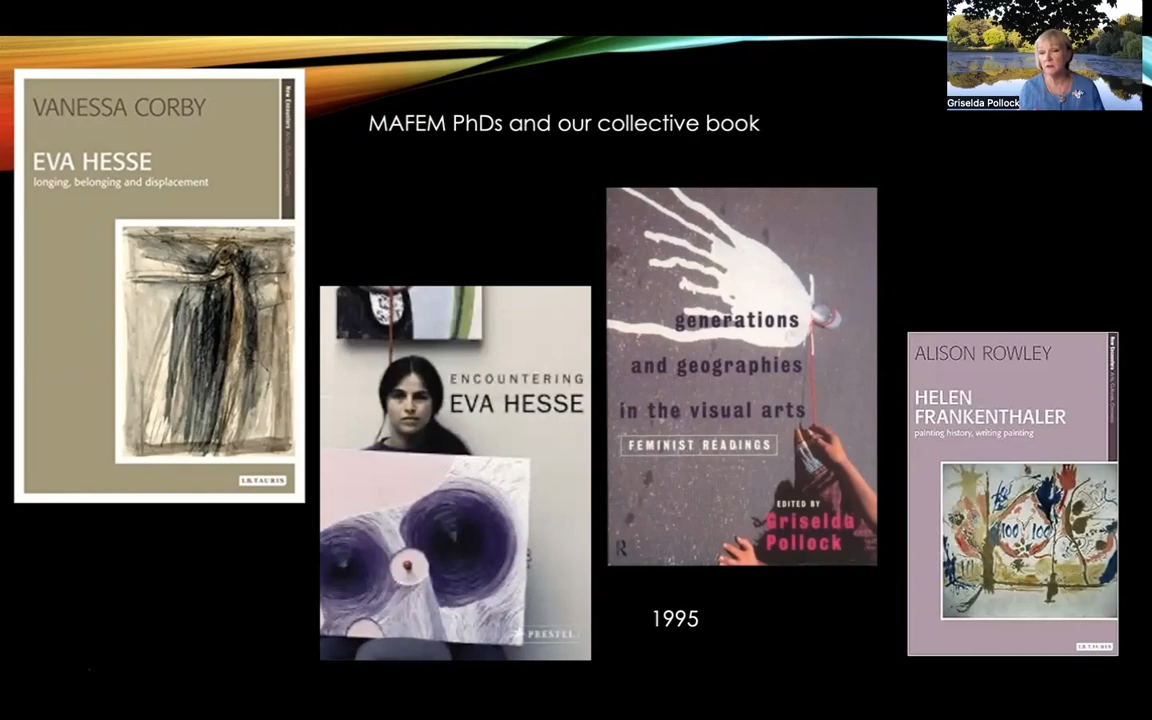 Griselda Pollock
MAFEM PhDs and our collective book
VANESSA CORBY
EVA HESSE
longing, belonging and displacement
New Encounters
I.B.TAURIS
ENCOUNTERING
EVA HESSE
PRESTEL
generations
and geographies
in the visual arts
FEMINIST READINGS
EDITED BY
Griselda
Pollock
R
1995
ALISON ROWLEY
HELEN
FRANKENTHALER
painting history, writing painting
100 100
I.B.TAURIS